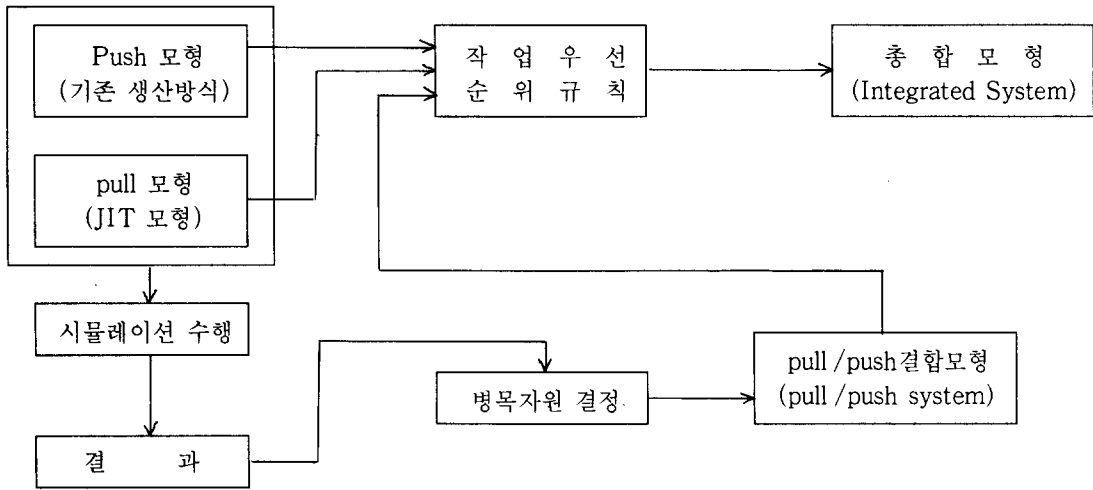 Push 모형
(기존 생산방식)
작 업 우 선
순 위 규 칙
총 합 모 형
(Integrated System)
pull 모형
(JIT 모형)
시뮬레이션 수행
pull/push결합모형
(pull/push system)
병목자원 결정
결 과